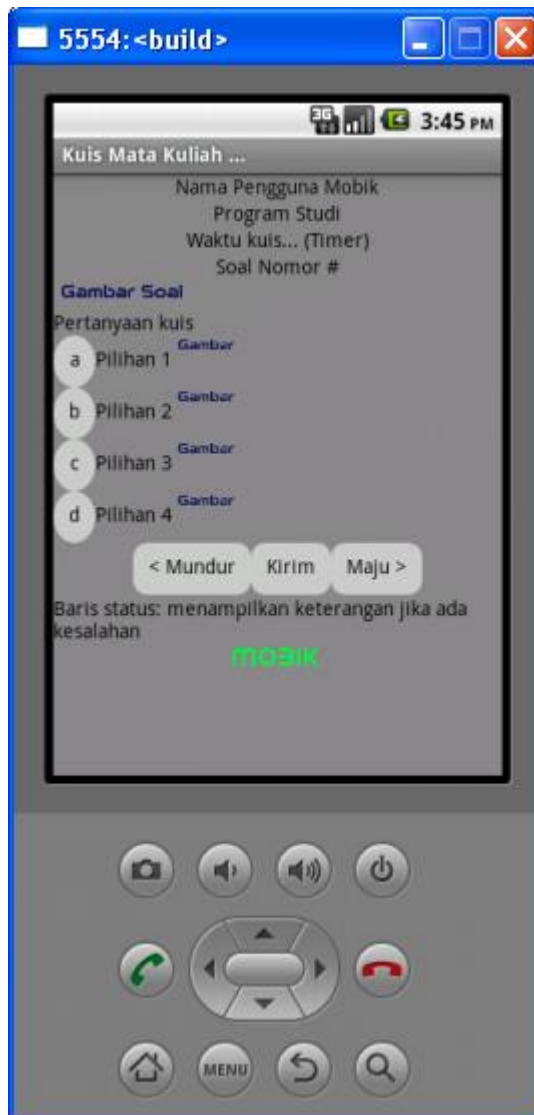 5554:<build>
3G 3:45 PM
Kuis Mata Kuliah ...
Nama Pengguna Mobik
Program Studi
Waktu kuis... (Timer)
Soal Nomor #
Gambar Soal
Pertanyaan kuis
a Pilihan 1 Gambar
b Pilihan 2 Gambar
c Pilihan 3 Gambar
d Pilihan 4 Gambar
< Mundur Kirim Maju >
Baris status: menampilkan keterangan jika ada
kesalahan
MOBIK
MENU